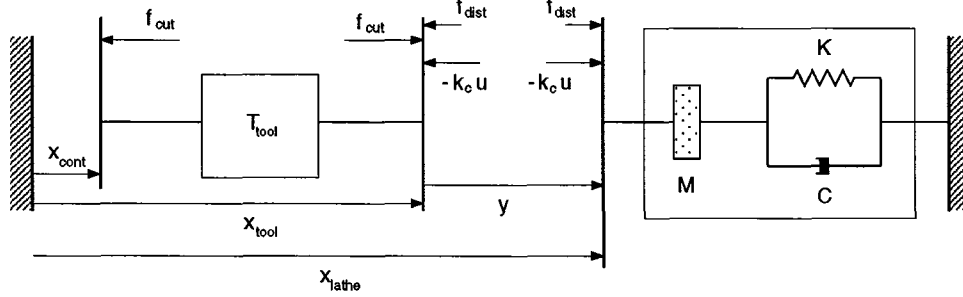 f_cut f_cut f_dist f_dist
-k_c u -k_c u
K
T_tool
x_cont
M C
y
x_tool
x_lathe